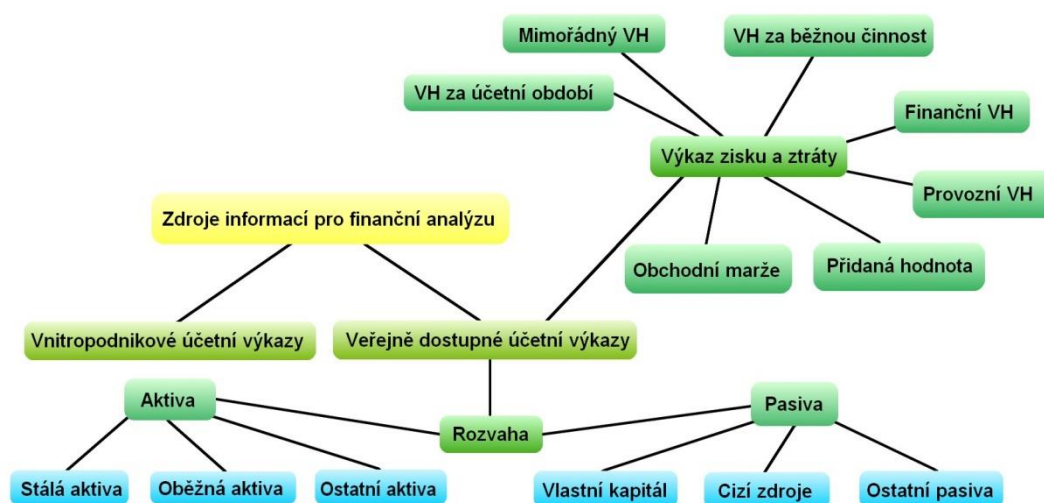 Mimořádný VH
VH za běžnou činnost
VH za účetní období
Finanční VH
Výkaz zisku a ztráty
Provozní VH
Zdroje informací pro finanční analýzu
Obchodní marže
Přidaná hodnota
Vnitropodnikové účetní výkazy
Veřejně dostupné účetní výkazy
Aktiva
Pasiva
Rozvaha
Stálá aktiva
Oběžná aktiva
Ostatní aktiva
Vlastní kapitál
Cizí zdroje
Ostatní pasiva